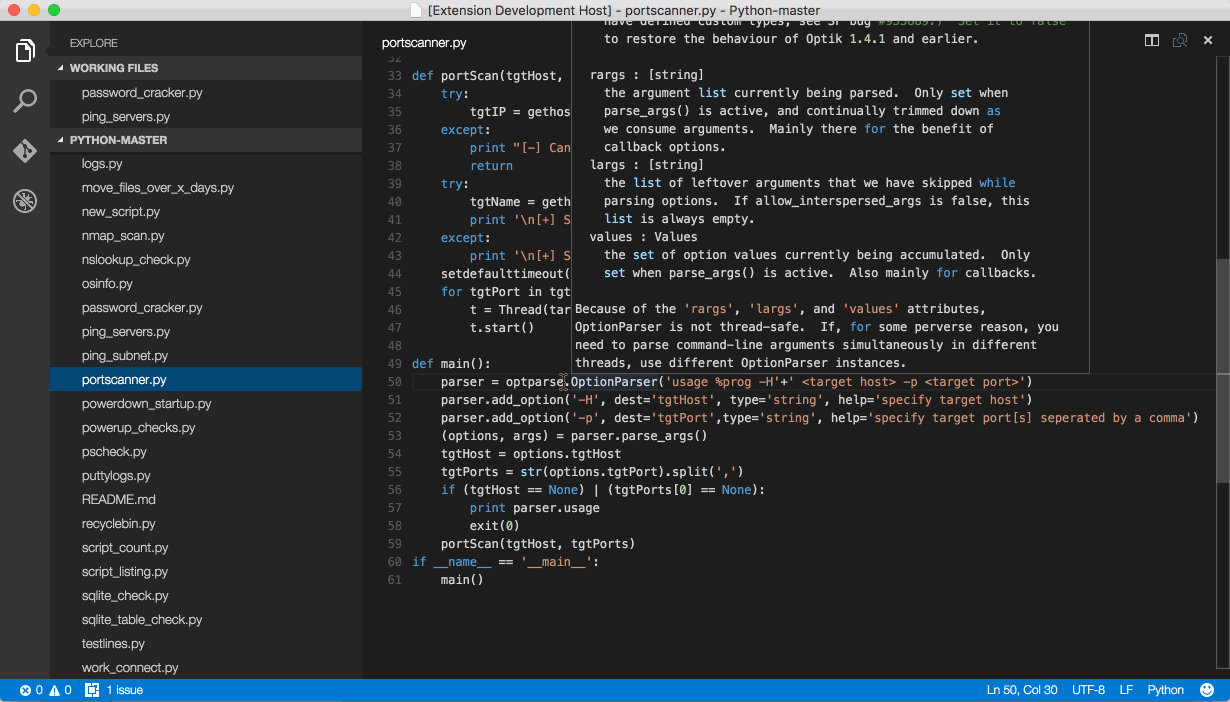 [Extension Development Host] - portscanner.py - Python-master
EXPLORE
WORKING FILES
password_cracker.py
ping_servers.py
PYTHON-MASTER
logs.py
move_files_over_x_days.py
new_script.py
nmap_scan.py
nslookup_check.py
osinfo.py
password_cracker.py
ping_servers.py
ping_subnet.py
portscanner.py
powerdown_startup.py
powerup_checks.py
pscheck.py
puttylogs.py
README.md
recyclebin.py
script_count.py
script_listing.py
sqlite_check.py
sqlite_table_check.py
testlines.py
work_connect.py
portscanner.py
have defined custom types, see SF bug #955889.) Set it to false
to restore the behaviour of Optik 1.4.1 and earlier.
rargs : [string]
the argument list currently being parsed.  Only set when
parse_args() is active, and continually trimmed down as
we consume arguments.  Mainly there for the benefit of
callback options.
largs : [string]
the list of leftover arguments that we have skipped while
parsing options.  If allow_interspersed_args is false, this
list is always empty.
values : Values
the set of option values currently being accumulated.  Only
set when parse_args() is active.  Also mainly for callbacks.
Because of the 'rargs', 'largs', and 'values' attributes,
OptionParser is not thread-safe.  If, for some perverse reason, you
need to parse command-line arguments simultaneously in different
threads, use different OptionParser instances.
32
33 def portScan(tgtHost,
34 try:
35 tgtIP = gethos
36 except:
37 print "[-] Can
38 return
39 try:
40 tgtName = geth
41 print '\n[+] S
42 except:
43 print '\n[+] S
44 setdefaulttimeout(
45 for tgtPort in tgt
46 t = Thread(tar
47 t.start()
48
49 def main():
50 parser = optparse.OptionParser('usage %prog -H'+' <target host> -p <target port>')
51 parser.add_option('-H', dest='tgtHost', type='string', help='specify target host')
52 parser.add_option('-p', dest='tgtPort',type='string', help='specify target port[s] seperated by a comma')
53 (options, args) = parser.parse_args()
54 tgtHost = options.tgtHost
55 tgtPorts = str(options.tgtPort).split(',')
56 if (tgtHost == None) | (tgtPorts[0] == None):
57 print parser.usage
58 exit(0)
59 portScan(tgtHost, tgtPorts)
60 if __name__ == '__main__':
61 main()
0 0 1 issue
Ln 50, Col 30 UTF-8 LF Python